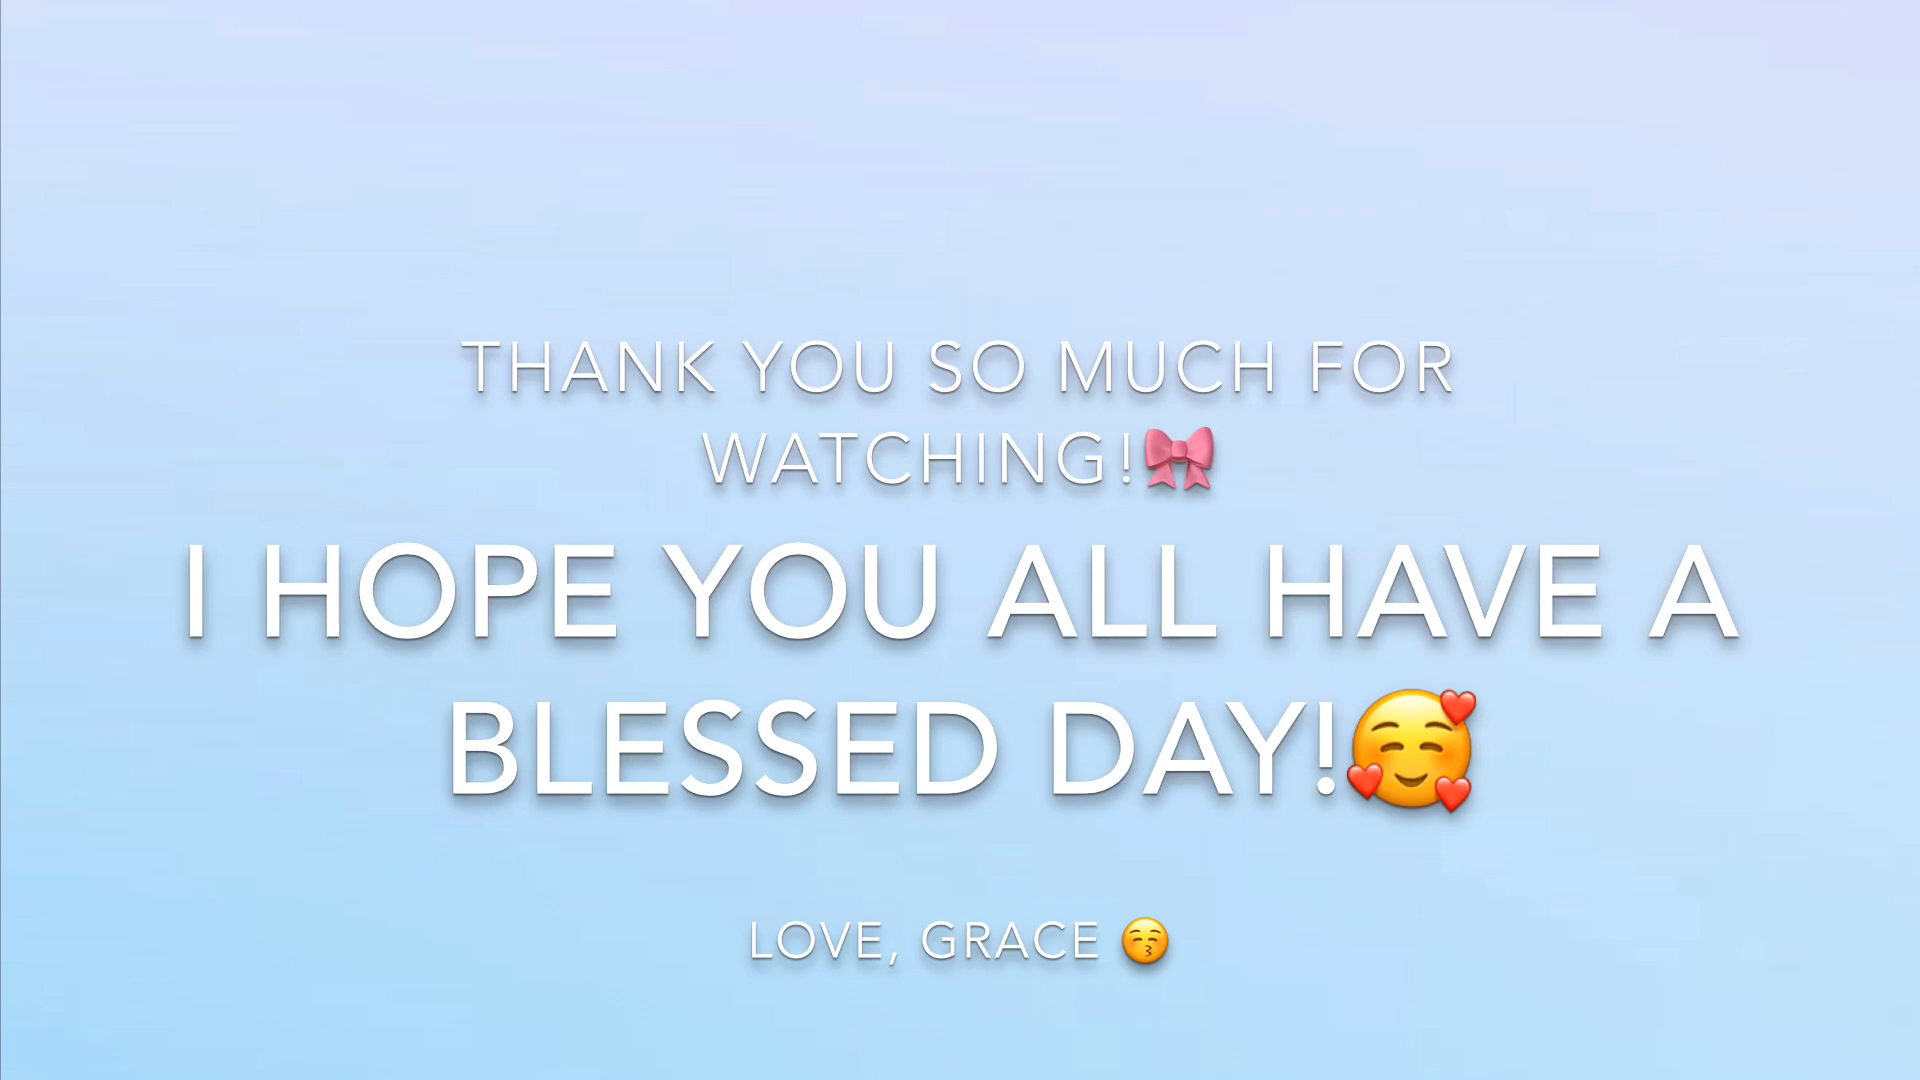 THANK YOU SO MUCH FOR
WATCHING!🎀
I HOPE YOU ALL HAVE A
BLESSED DAY!🥰
LOVE, GRACE 😚